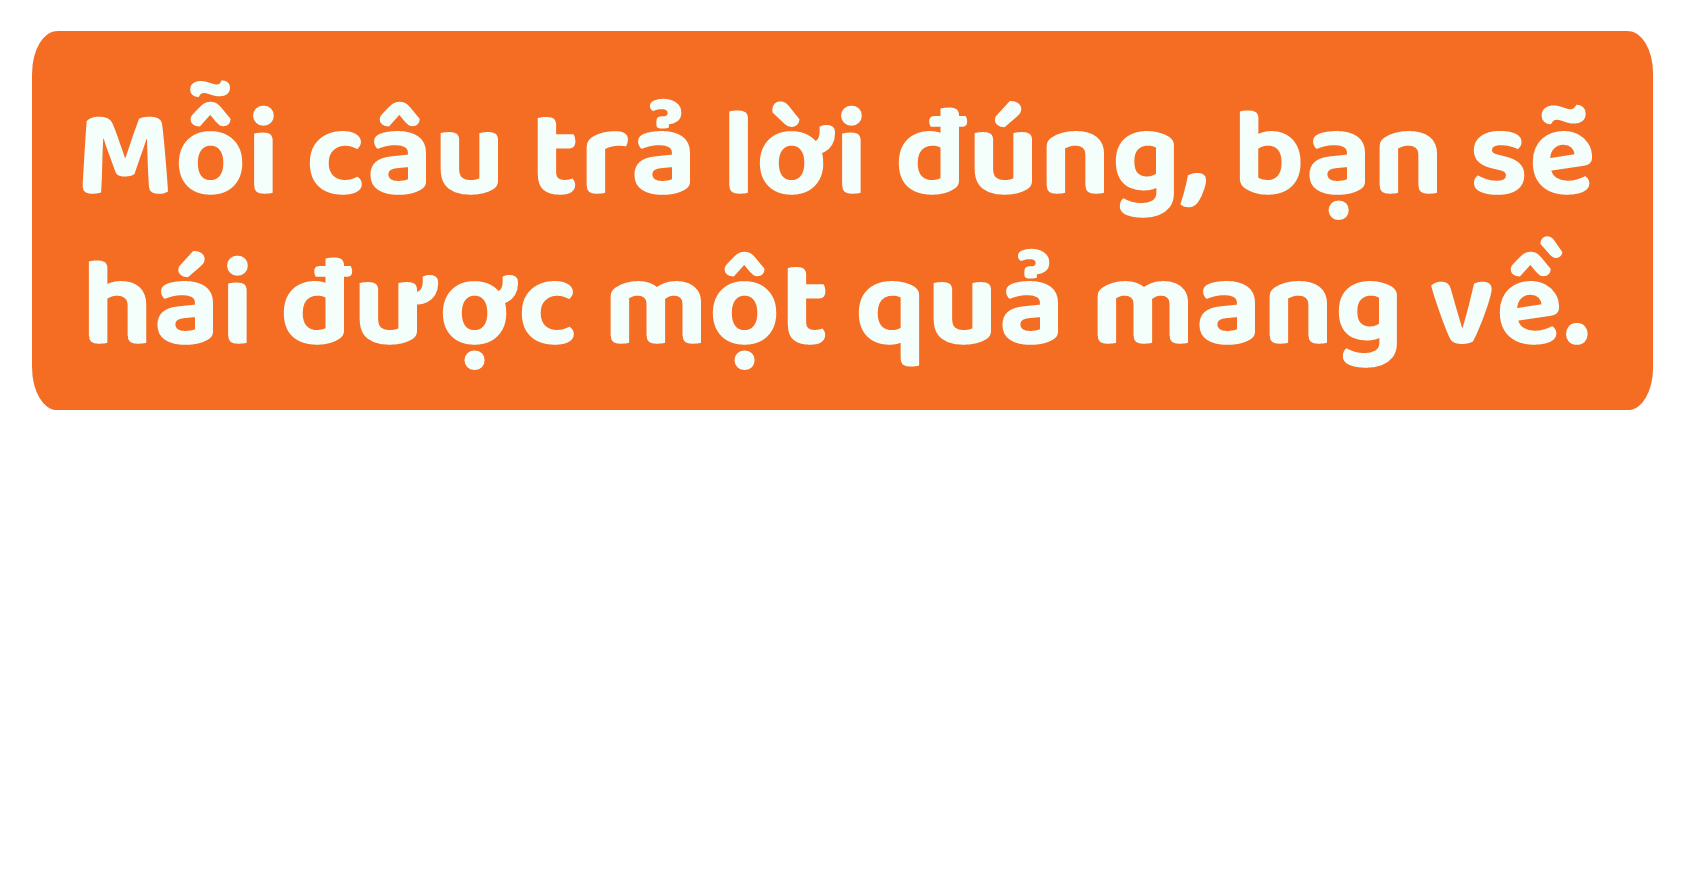 Mỗi câu trả lời đúng, bạn sẽ
hái được một quả mang về.